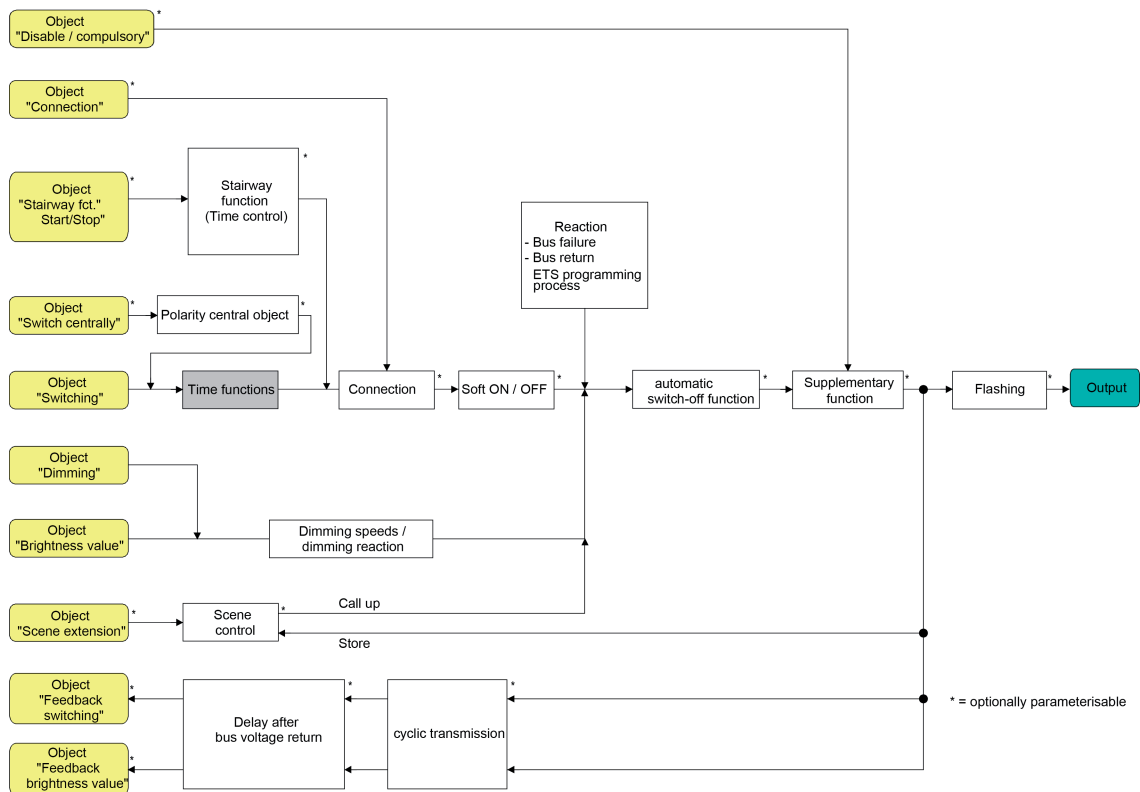 Object
"Disable / compulsory"
*
Object
"Connection"
*
Object
"Stairway fct."
Start/Stop"
*
Stairway
function
(Time control)
*
Reaction
- Bus failure
- Bus return
ETS programming
process
Object
"Switch centrally"
*
Polarity central object
*
Object
"Switching"
Time functions
Connection
*
Soft ON / OFF
*
automatic
switch-off function
*
Supplementary
function
*
Flashing
*
Output
Object
"Dimming"
Object
"Brightness value"
Dimming speeds /
dimming reaction
Object
"Scene extension"
*
Scene
control
*
Call up
Store
Object
"Feedback
switching"
*
Delay after
bus voltage return
*
cyclic transmission
*
* = optionally parameterisable
Object
"Feedback
brightness value"
*